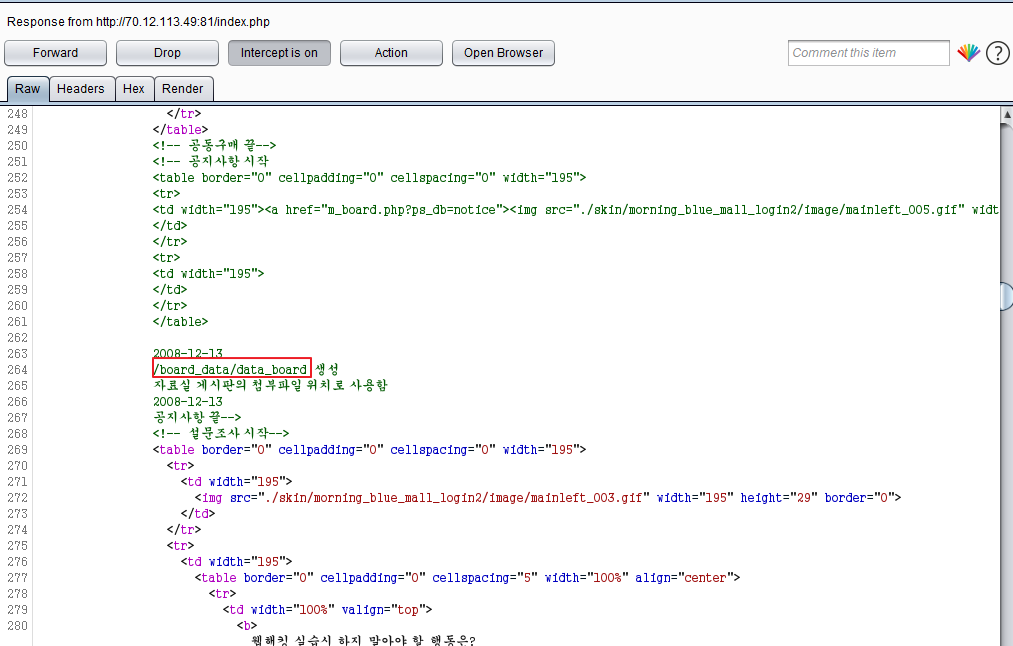 Response from http://70.12.113.49:81/index.php
Forward Drop Intercept is on Action Open Browser Comment this item ?
Raw Headers Hex Render
248 </tr>
249 </table>
250 <!-- 공동구매 끝-->
251 <!-- 공지사항 시작
252 <table border="0" cellpadding="0" cellspacing="0" width="195">
253 <tr>
254 <td width="195"><a href="m_board.php?ps_db=notice"><img src="./skin/morning_blue_mall_login2/image/mainleft_005.gif" widt
255 </td>
256 </tr>
257 <tr>
258 <td width="195">
259 </td>
260 </tr>
261 </table>
262
263 2008-12-13
264 /board_data/data_board 생성
265 자료실 게시판의 첨부파일 위치로 사용함
266 2008-12-13
267 공지사항 끝-->
268 <!-- 설문조사 시작-->
269 <table border="0" cellpadding="0" cellspacing="0" width="195">
270 <tr>
271 <td width="195">
272 <img src="./skin/morning_blue_mall_login2/image/mainleft_003.gif" width="195" height="29" border="0">
273 </td>
274 </tr>
275 <tr>
276 <td width="195">
277 <table border="0" cellpadding="0" cellspacing="5" width="100%" align="center">
278 <tr>
279 <td width="100%" valign="top">
280 <b>
웹해킹 실습시 하지 말아야 할 행동은?